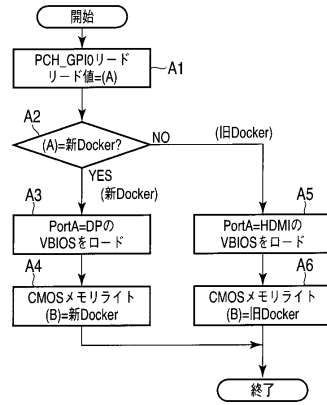 開始
PCH_GPIOリード
リード値=(A)
A1
A2
(A)=新Docker?
NO
(旧Docker)
YES
(新Docker)
A3
PortA=DPの
VBIOSをロード
A5
PortA=HDMIの
VBIOSをロード
A4
CMOSメモリライト
(B)=新Docker
A6
CMOSメモリライト
(B)=旧Docker
終了